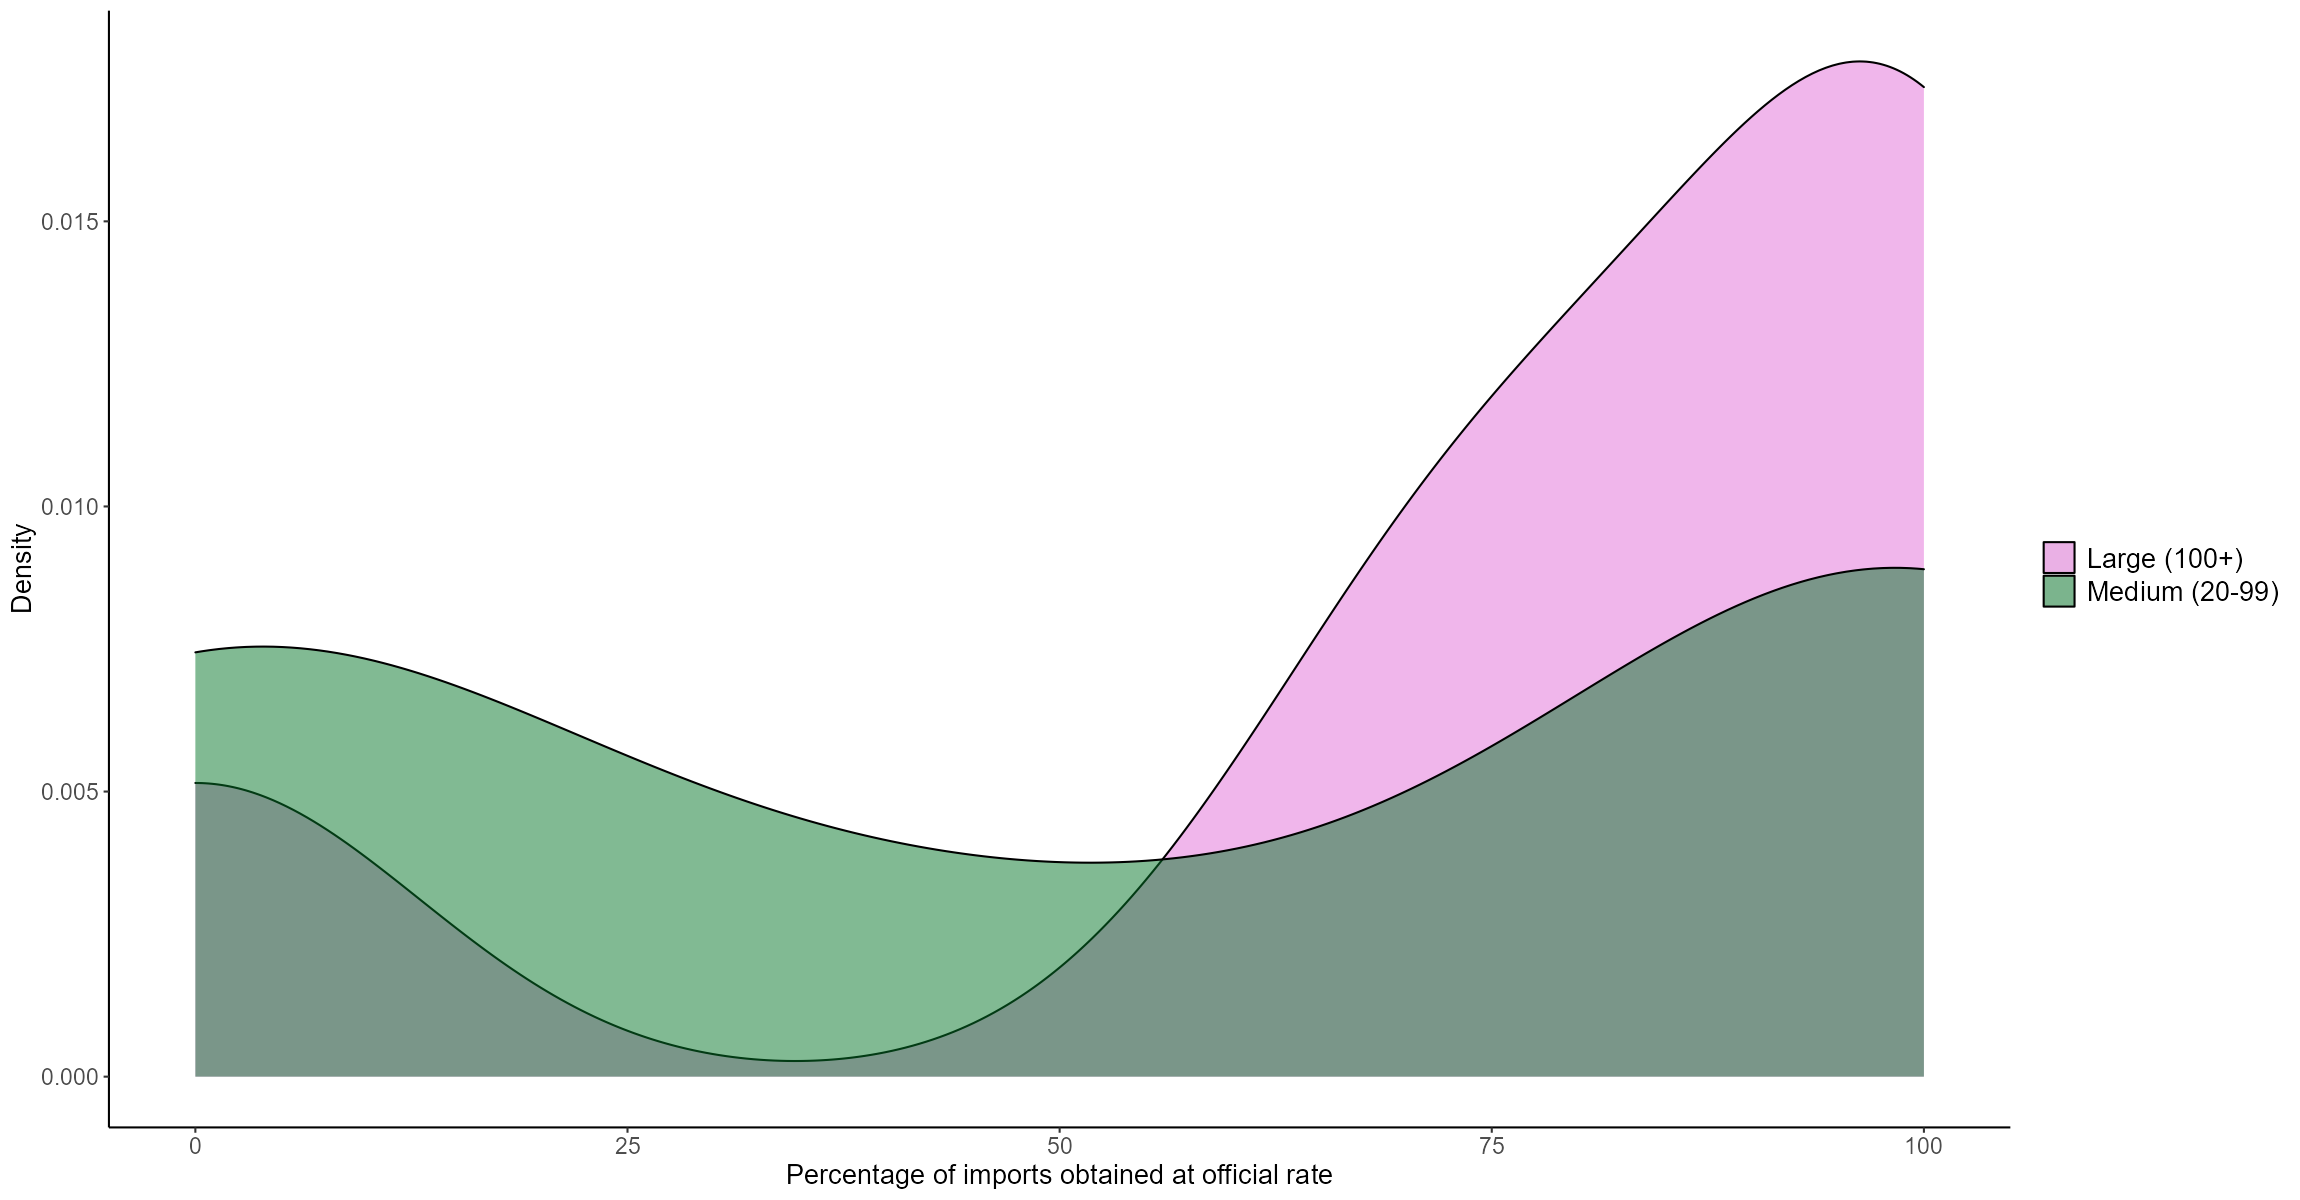 Density
0.015
0.010
0.005
0.000
0 25 50 75 100
Percentage of imports obtained at official rate
Large (100+)
Medium (20-99)